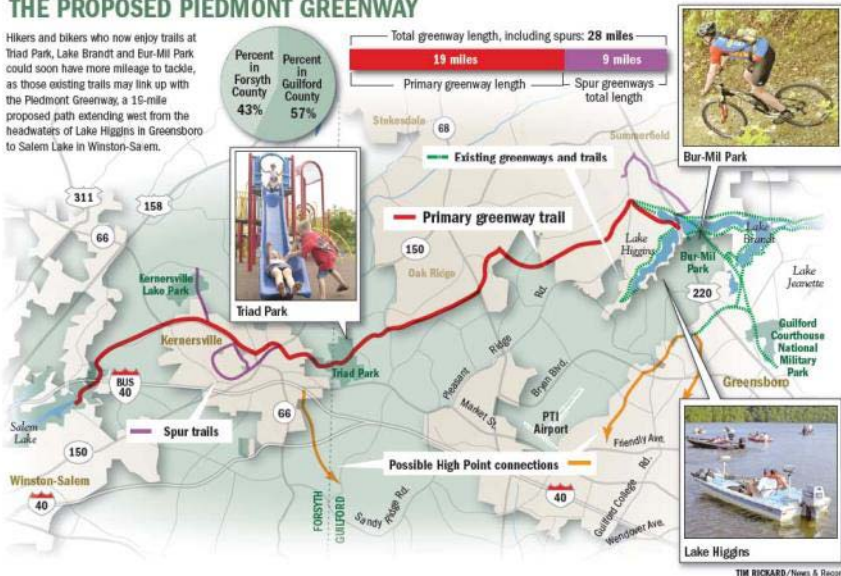 THE PROPOSED PIEDMONT GREENWAY
Hikers and bikers who now enjoy trails at
Triad Park, Lake Brandt and Bur-Mil Park
could soon have more mileage to tackle,
as those existing trails may link up with
the Piedmont Greenway, a 19-mile
proposed path extending west from the
headwaters of Lake Higgins in Greensboro
to Salem Lake in Winston-Salem.
Percent
in
Forsyth
County
43%
Percent
in
Guilford
County
57%
Total greenway length, including spurs: 28 miles
19 miles
9 miles
Primary greenway length
Spur greenways
total length
Bur-Mil Park
Stokesdale
68
Summerfield
Existing greenways and trails
311
158
66
Primary greenway trail
150
Oak Ridge
Lake
Higgins
Bur-Mil
Park
Lake
Brandt
Lake
Jeanette
220
Kernersville
Lake Park
Triad Park
Kernersville
Triad Park
Pleasant
Ridge
Rd.
Bryan Blvd.
Market St.
PTI
Airport
Guilford
Courthouse
National
Military
Park
Greensboro
BUS
40
Salem
Lake
Spur trails
66
150
Winston-Salem
40
Possible High Point connections
Friendly Ave.
FORSYTH
GUILFORD
Sandy Ridge Rd.
40
Guilford College Rd.
Wendover Ave.
Lake Higgins
TIM RICKARD/News & Record